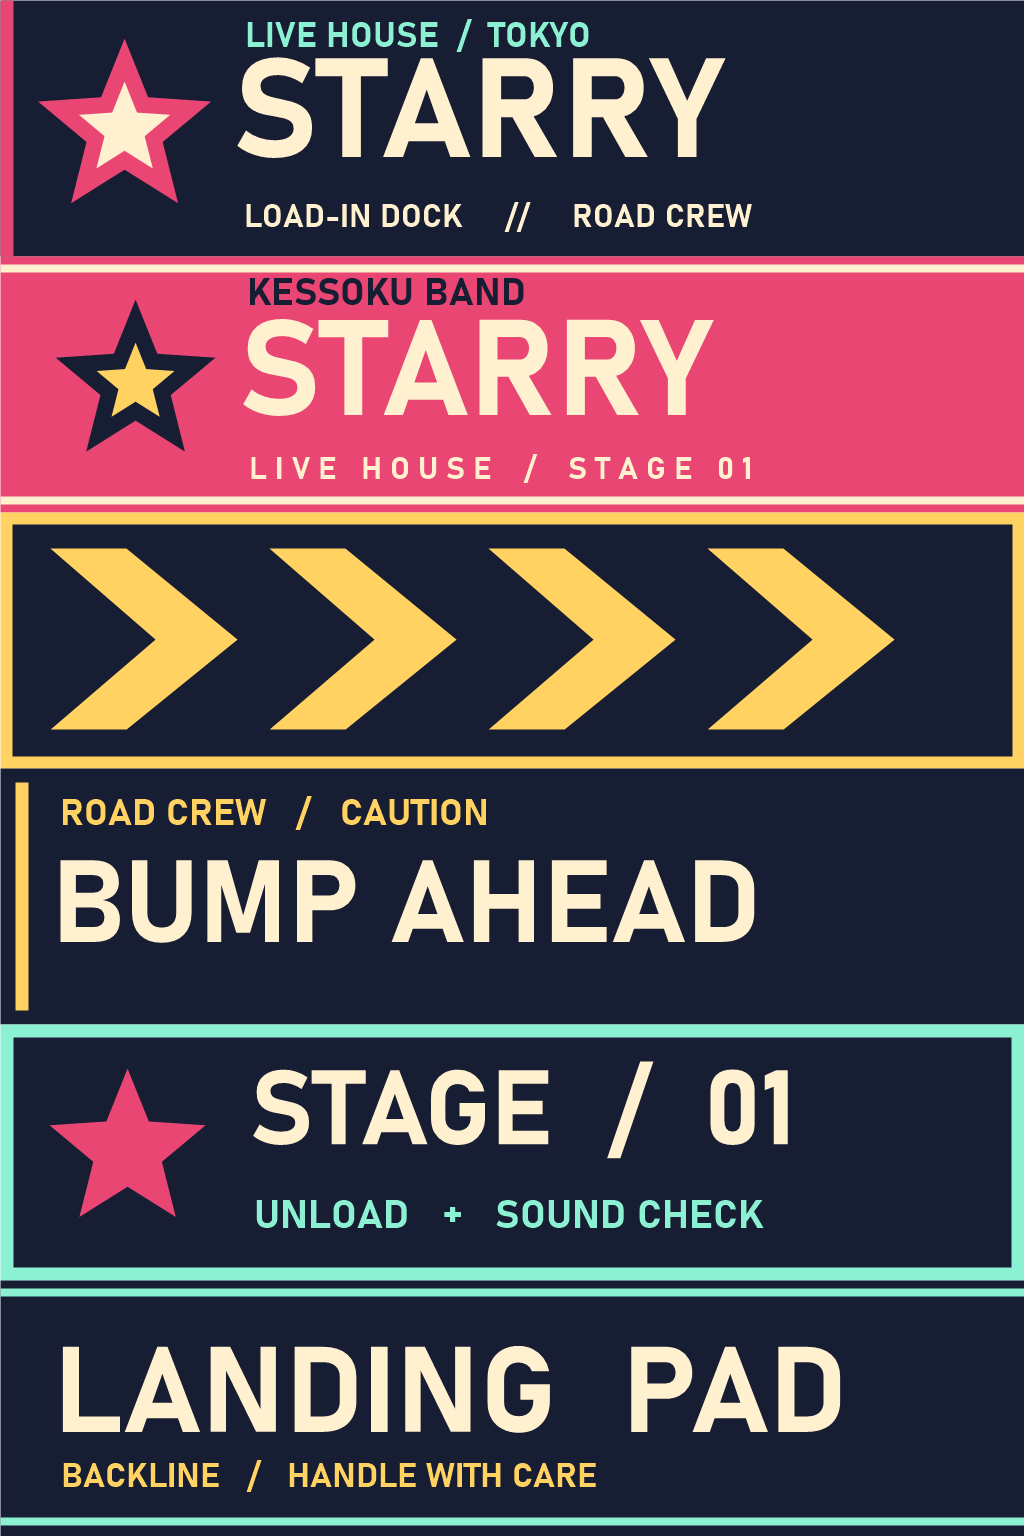 LIVE HOUSE / TOKYO
STARRY
LOAD-IN DOCK // ROAD CREW
KESSOKU BAND
STARRY
LIVE HOUSE / STAGE 01
ROAD CREW / CAUTION
BUMP AHEAD
STAGE / 01
UNLOAD + SOUND CHECK
LANDING PAD
BACKLINE / HANDLE WITH CARE